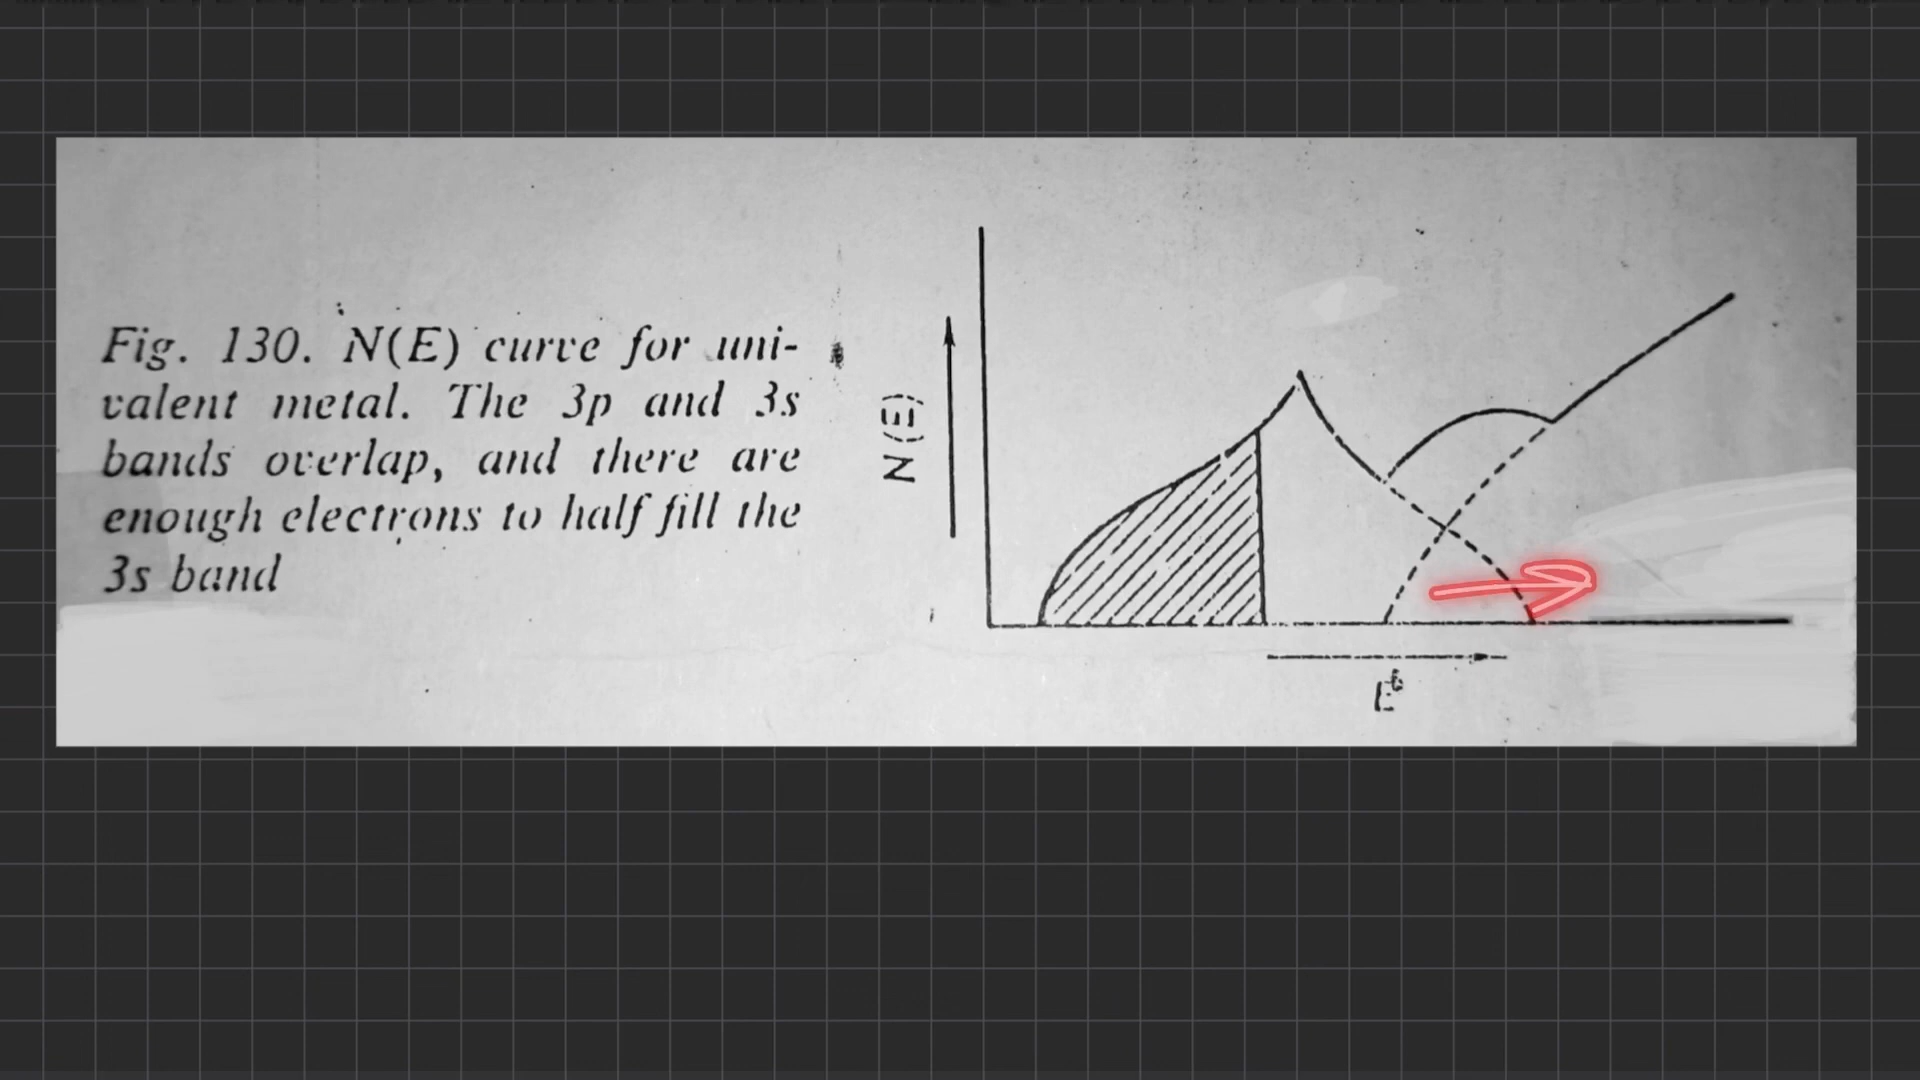 Fig. 130. N(E) curve for uni-
valent metal. The 3p and 3s
bands overlap, and there are
enough electrons to half fill the
3s band
N(E)
E